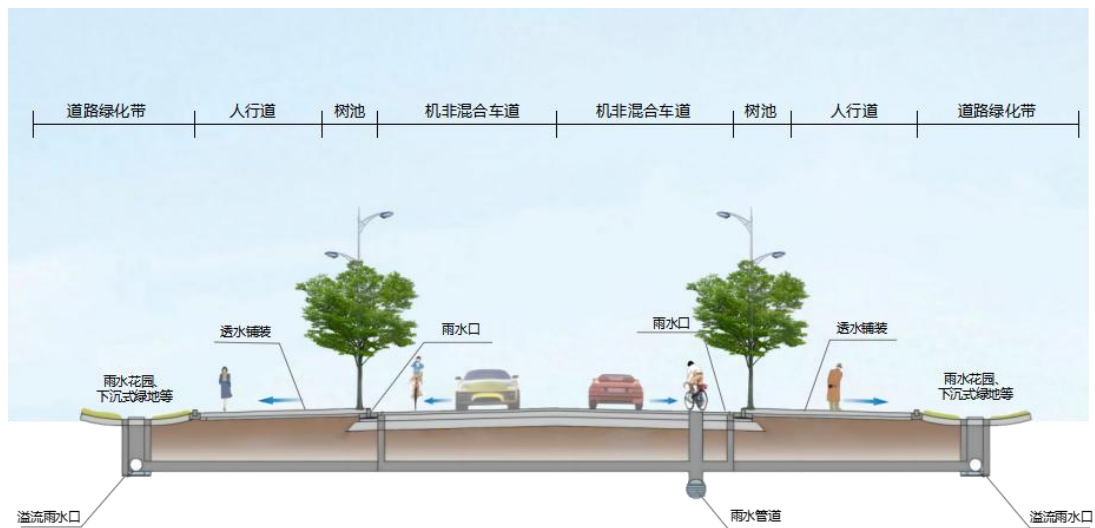 道路绿化带
人行道
树池
机非混合车道
机非混合车道
树池
人行道
道路绿化带
透水铺装
雨水口
雨水口
透水铺装
雨水花园、
下沉式绿地等
雨水花园、
下沉式绿地等
溢流雨水口
雨水管道
溢流雨水口